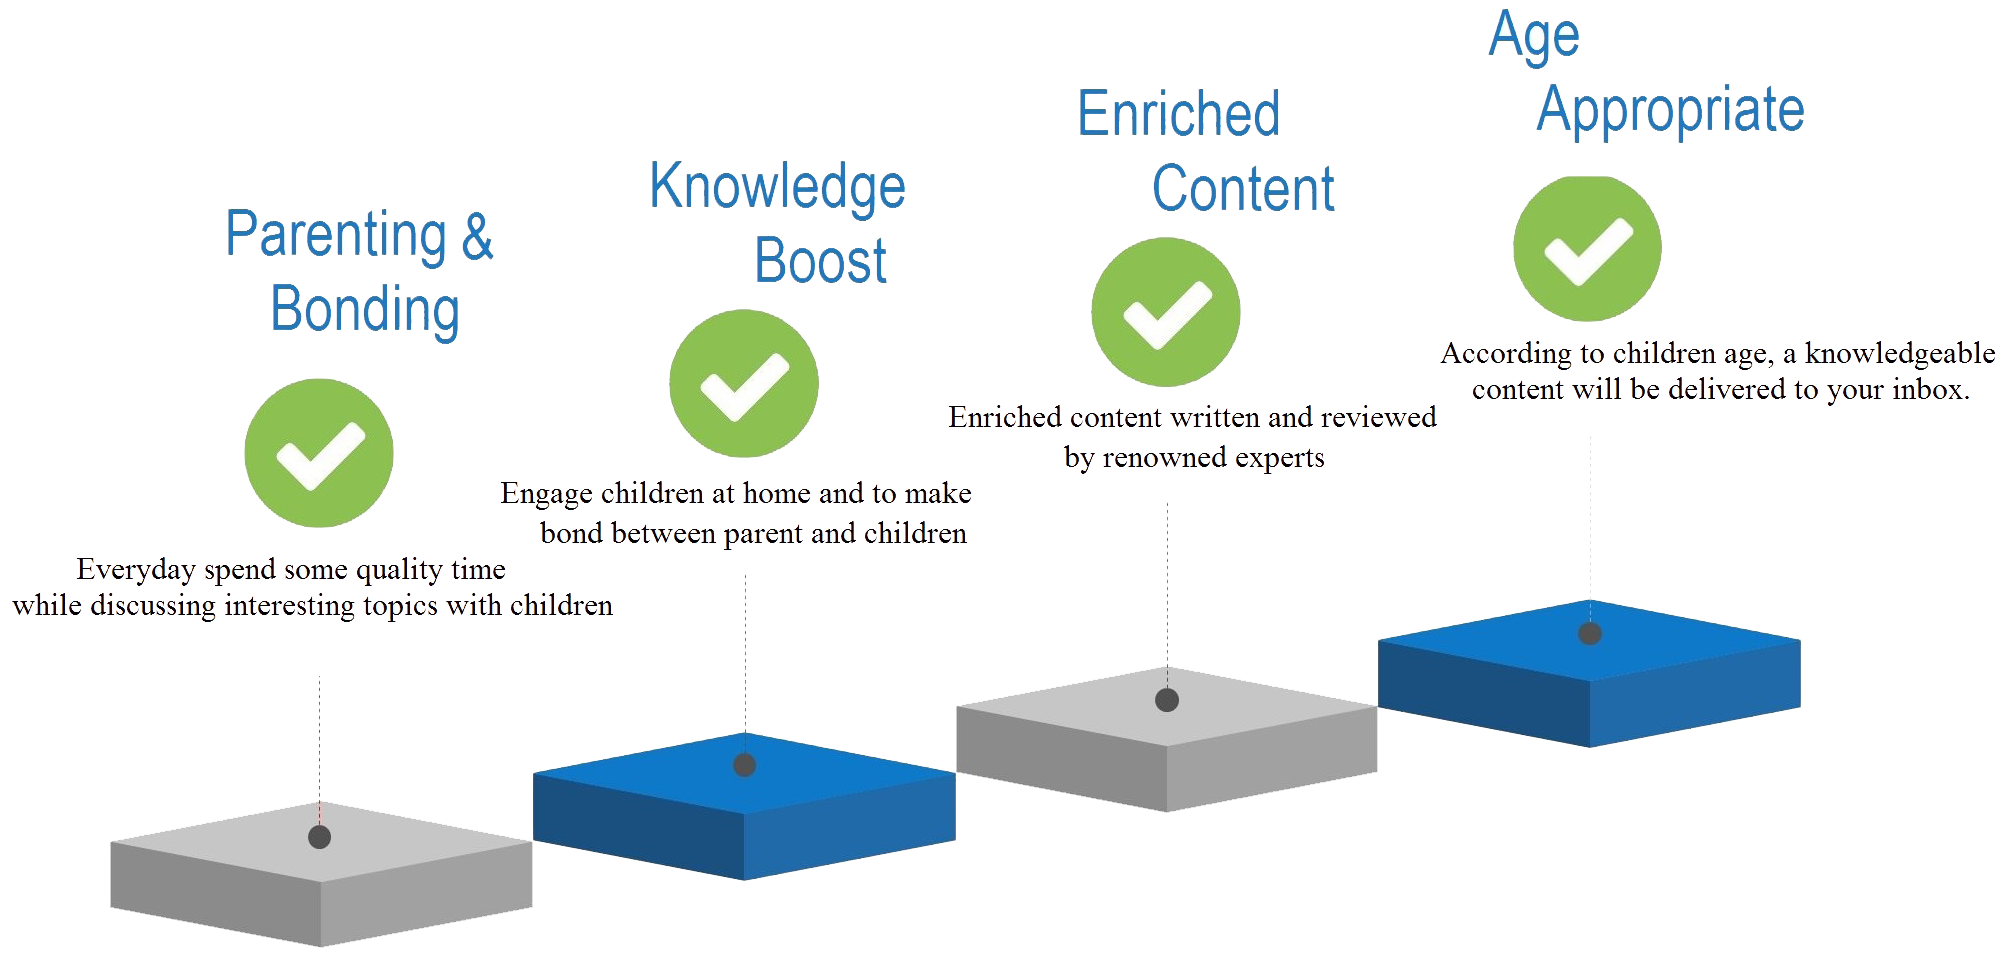 Parenting &
Bonding
Everyday spend some quality time
while discussing interesting topics with children
Knowledge
Boost
Engage children at home and to make
bond between parent and children
Enriched
Content
Enriched content written and reviewed
by renowned experts
Age
Appropriate
According to children age, a knowledgeable
content will be delivered to your inbox.